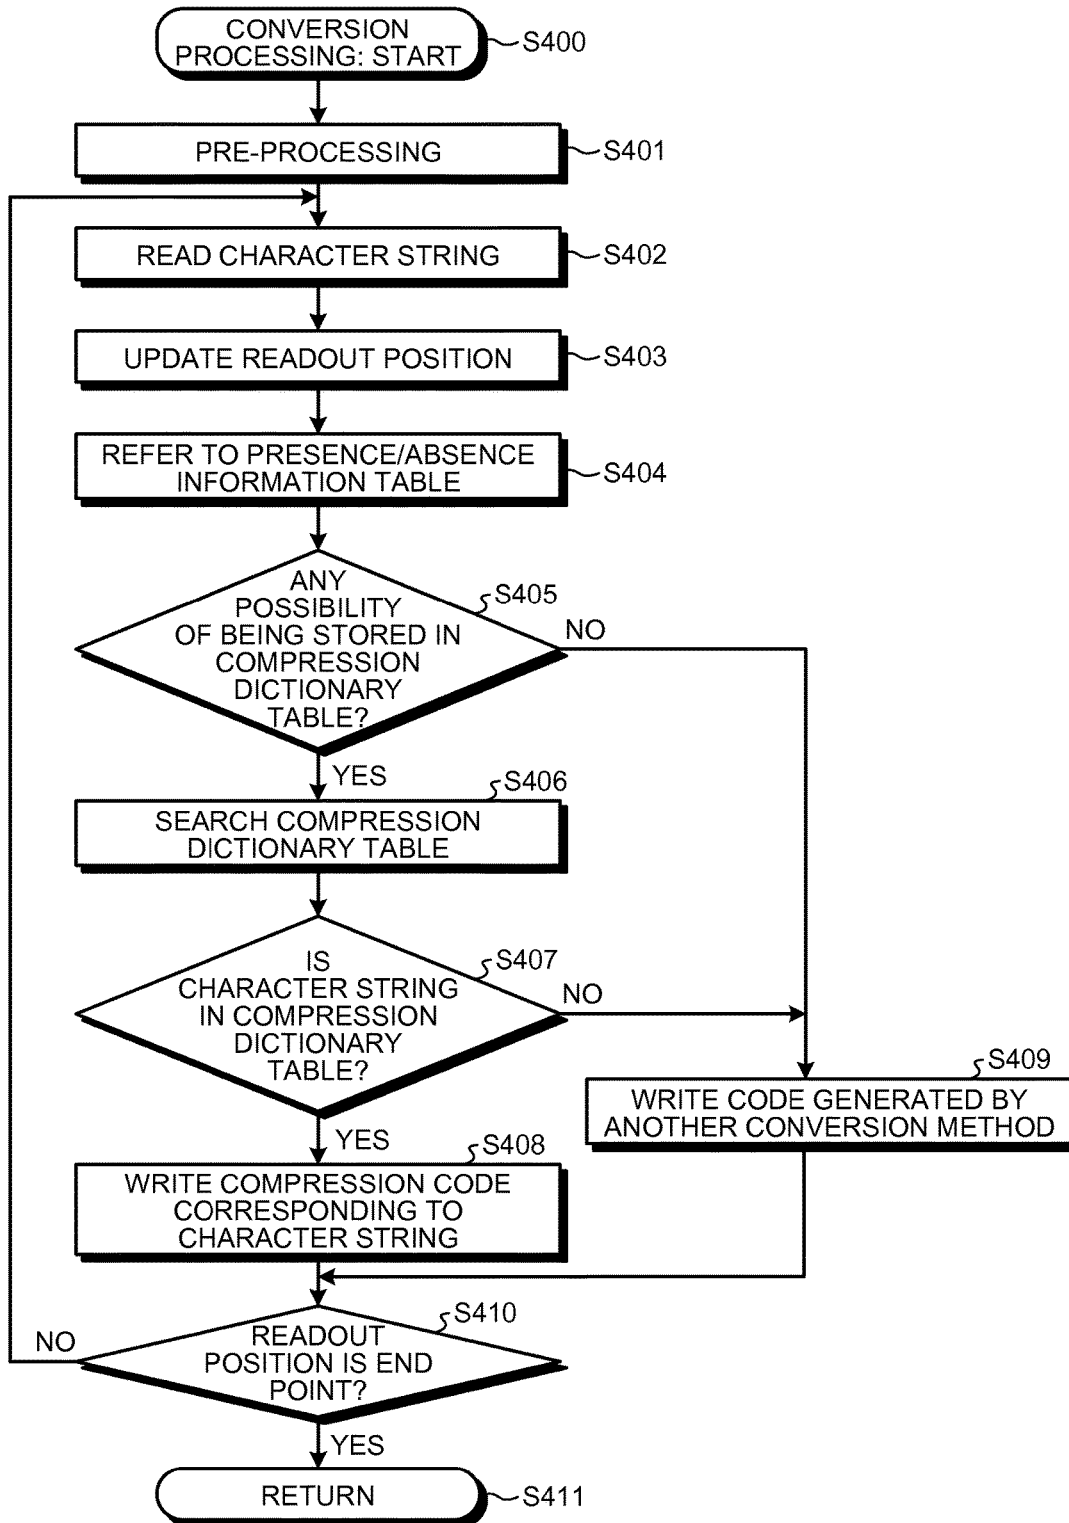 CONVERSION
PROCESSING: START
S400
PRE-PROCESSING
S401
READ CHARACTER STRING
S402
UPDATE READOUT POSITION
S403
REFER TO PRESENCE/ABSENCE
INFORMATION TABLE
S404
ANY
POSSIBILITY
OF BEING STORED IN
COMPRESSION
DICTIONARY
TABLE?
S405
NO
YES
S406
SEARCH COMPRESSION
DICTIONARY TABLE
IS
CHARACTER STRING
IN COMPRESSION
DICTIONARY
TABLE?
S407
NO
S409
WRITE CODE GENERATED BY
ANOTHER CONVERSION METHOD
YES
S408
WRITE COMPRESSION CODE
CORRESPONDING TO
CHARACTER STRING
S410
NO
READOUT
POSITION IS END
POINT?
YES
RETURN
S411